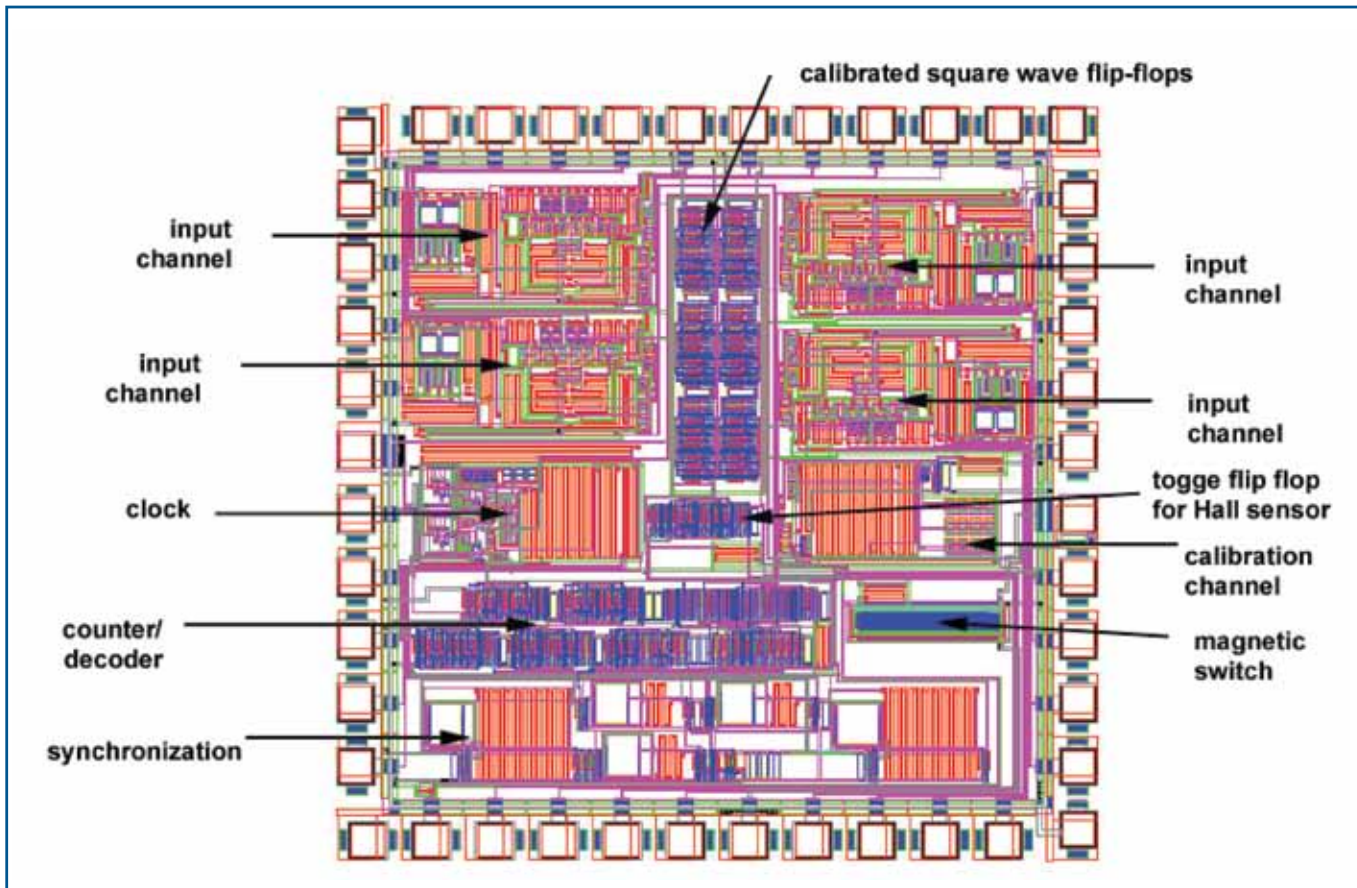 calibrated square wave flip-flops
input
channel
input
channel
input
channel
input
channel
clock
togge flip flop
for Hall sensor
calibration
channel
counter/
decoder
magnetic
switch
synchronization